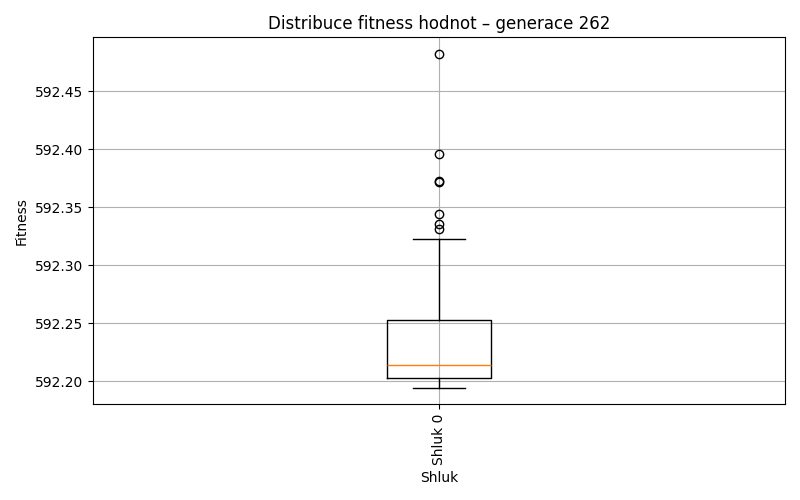 Distribuce fitness hodnot – generace 262
592.45
592.40
592.35
592.30
592.25
592.20
Fitness
Shluk 0
Shluk